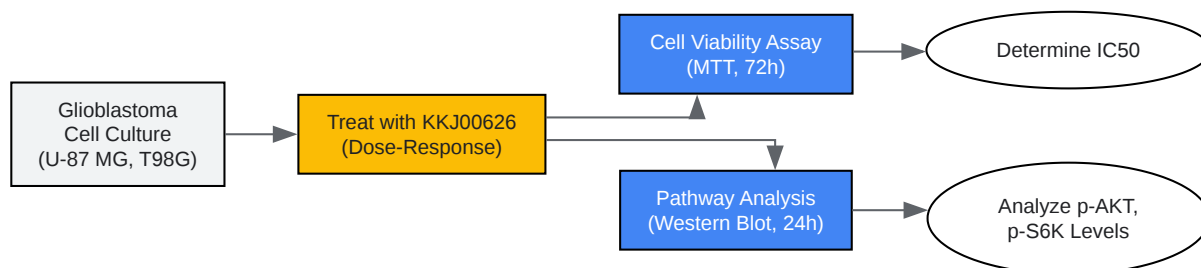 Glioblastoma
Cell Culture
(U-87 MG, T98G)
Treat with KKJ00626
(Dose-Response)
Cell Viability Assay
(MTT, 72h)
Determine IC50
Pathway Analysis
(Western Blot, 24h)
Analyze p-AKT,
p-S6K Levels